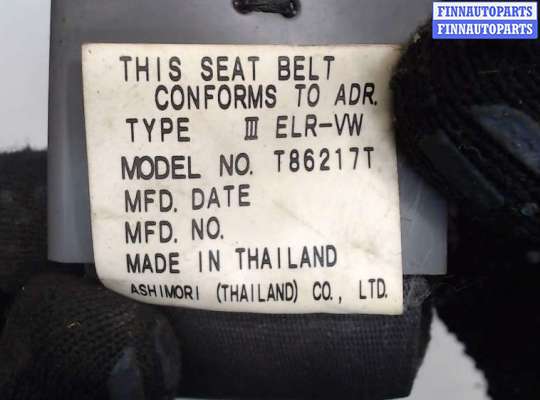 FINNAUTOPARTS
FINNAUTOPARTS
THIS SEAT BELT
CONFORMS TO ADR.
TYPE III ELR-VW
MODEL NO. T86217T
MFD. DATE
MFD. NO.
MADE IN THAILAND
ASHIMORI (THAILAND) CO., LTD.